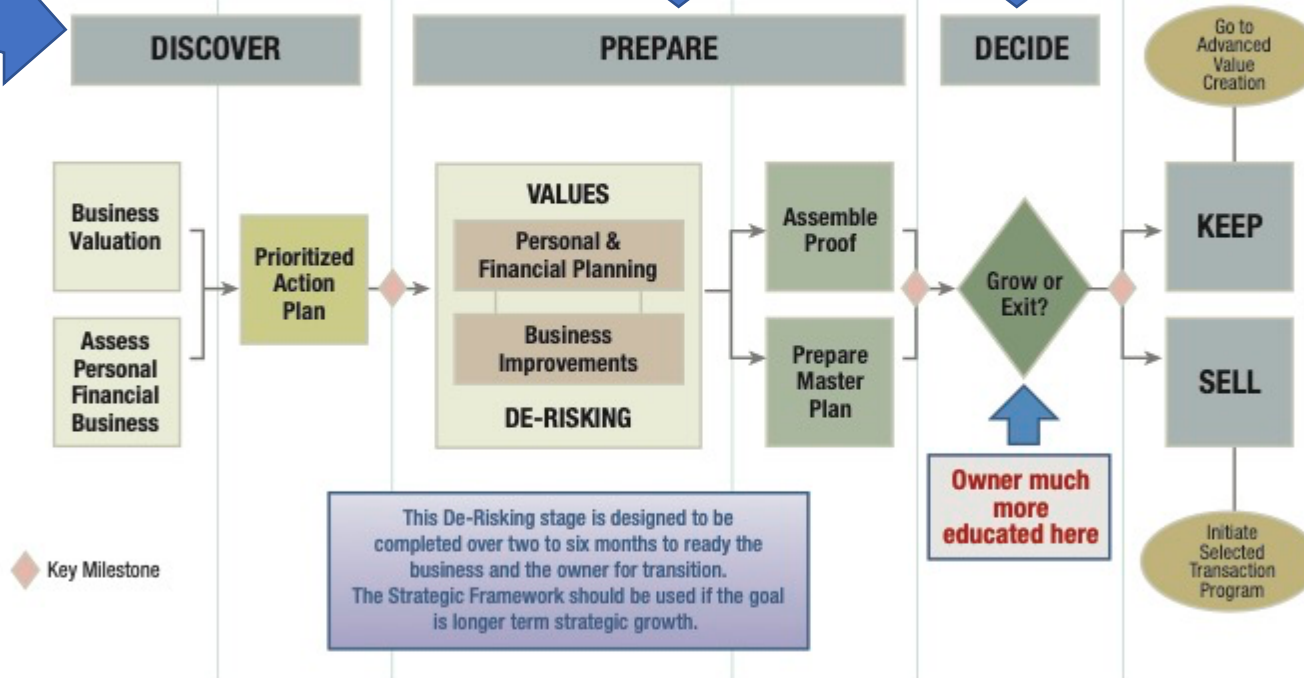 DISCOVER
PREPARE
DECIDE
Go to
Advanced
Value
Creation
Business
Valuation
Assess
Personal
Financial
Business
Prioritized
Action
Plan
VALUES
Personal &
Financial Planning
Business
Improvements
DE-RISKING
Assemble
Proof
Prepare
Master
Plan
Grow or
Exit?
KEEP
SELL
Owner much
more
educated here
This De-Risking stage is designed to be
completed over two to six months to ready the
business and the owner for transition.
The Strategic Framework should be used if the goal
is longer term strategic growth.
Key Milestone
Initiate
Selected
Transaction
Program